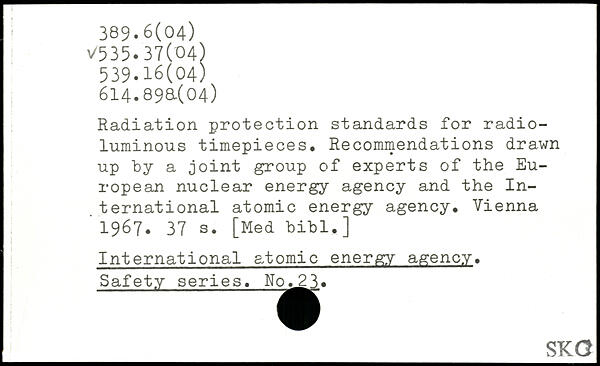 389.6(04)
√535.37(04)
539.16(04)
614.898(04)
Radiation protection standards for radio-
luminous timepieces. Recommendations drawn
up by a joint group of experts of the Eu-
ropean nuclear energy agency and the In-
ternational atomic energy agency. Vienna
1967. 37 s. [Med bibl.]
International atomic energy agency.
Safety series. No.23.
SKG